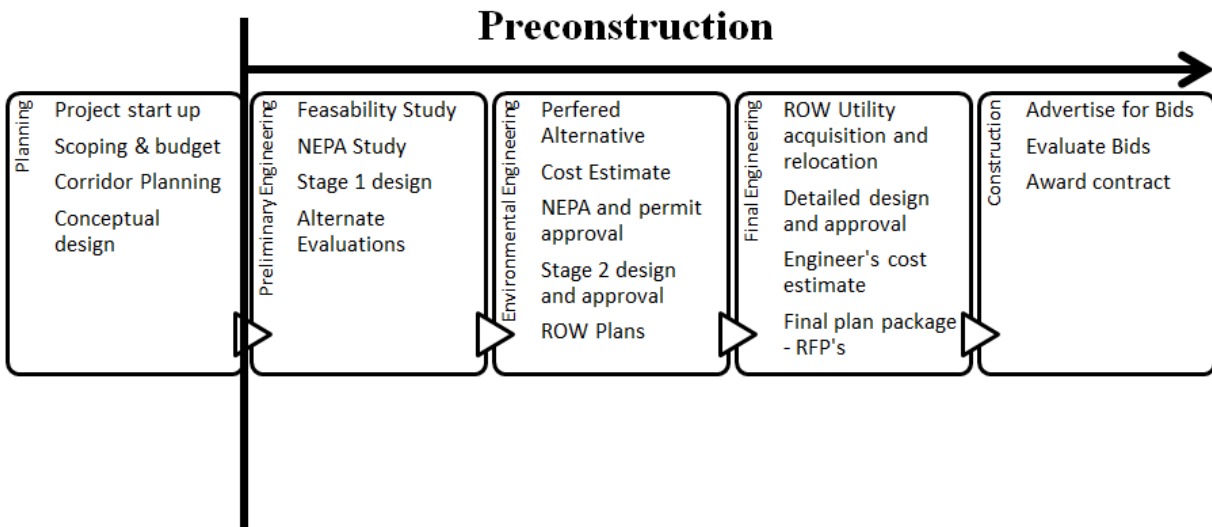 Preconstruction
Planning
Project start up
Scoping & budget
Corridor Planning
Conceptual
design
Preliminary Engineering
Feasability Study
NEPA Study
Stage 1 design
Alternate
Evaluations
Environmental Engineering
Perfered
Alternative
Cost Estimate
NEPA and permit
approval
Stage 2 design
and approval
ROW Plans
Final Engineering
ROW Utility
acquisition and
relocation
Detailed design
and approval
Engineer's cost
estimate
Final plan package
- RFP's
Construction
Advertise for Bids
Evaluate Bids
Award contract